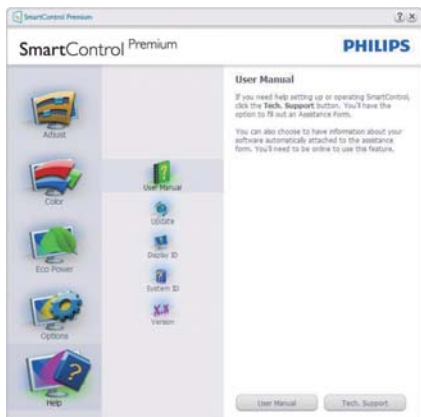 SmartControl Premium
SmartControl Premium
PHILIPS
Adjust
Color
Eco Power
Options
Help
User Manual
Update
Display ID
System ID
Version
User Manual
If you need help setting up or operating SmartControl,
click the Tech. Support button. You'll have the
option to fill out an Assistance Form.
You can also choose to have information about your
software automatically attached to the assistance
form. You'll need to be online to use this feature.
User Manual
Tech. Support